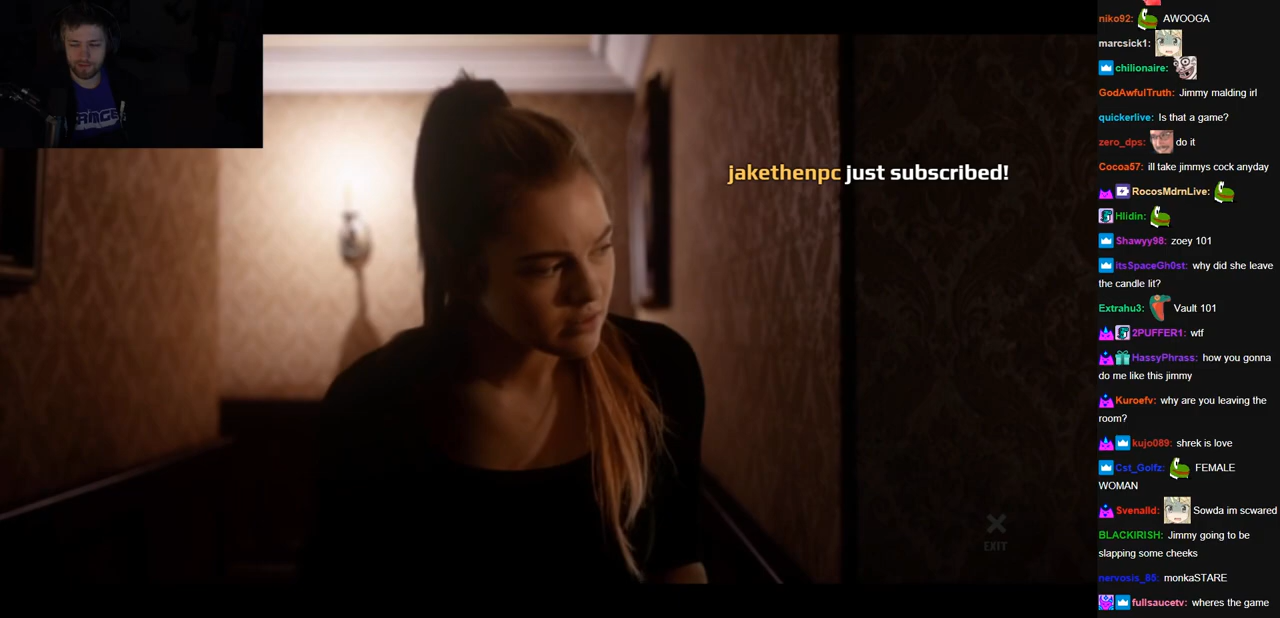 jakethenpc just subscribed!
EXIT
niko92: AWOOGA
marcsick1:
chilionaire:
GodAwfulTruth: Jimmy malding irl
quickerlive: Is that a game?
zero_dps: do it
Cocoa57: ill take jimmys cock anyday
RocosMdrnLive:
Hlidin:
Shawyy98: zoey 101
itsSpaceGh0st: why did she leave
the candle lit?
Extrahu3: Vault 101
2PUFFER1: wtf
HassyPhrass: how you gonna
do me like this jimmy
Kuroefv: why are you leaving the
room?
kujo089: shrek is love
Cst_Golfz: FEMALE
WOMAN
Svenalld: Sowda im scwared
BLACKIRISH: Jimmy going to be
slapping some cheeks
nervosis_85: monkaSTARE
fullsaucetv: wheres the game